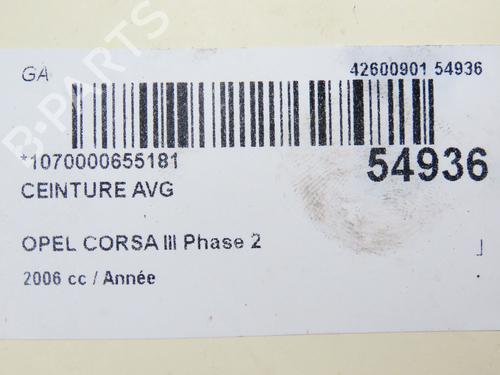 GA
42600901 54936
*1070000655181
54936
CEINTURE AVG
OPEL CORSA III Phase 2
2006 cc / Année
B-PARTS